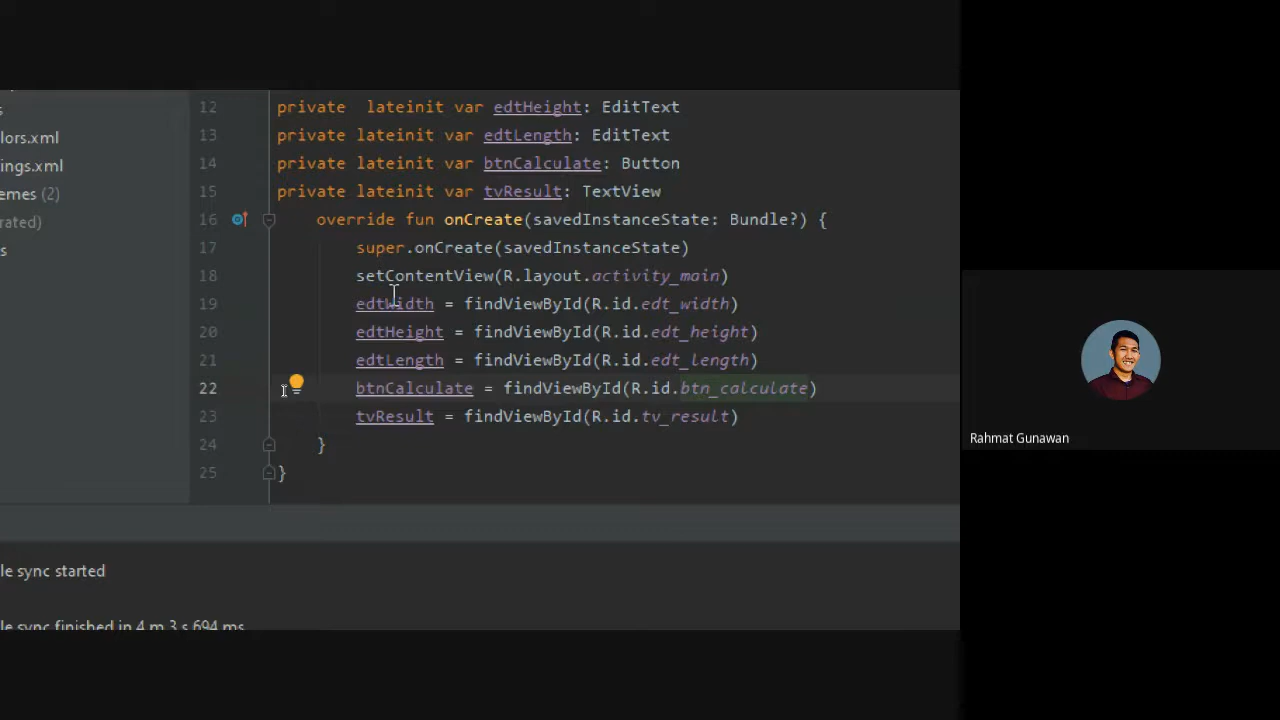 s
lors.xml
ings.xml
emes (2)
rated)
s
12 private  lateinit var edtHeight: EditText
13 private lateinit var edtLength: EditText
14 private lateinit var btnCalculate: Button
15 private lateinit var tvResult: TextView
16 override fun onCreate(savedInstanceState: Bundle?) {
17 super.onCreate(savedInstanceState)
18 setContentView(R.layout.activity_main)
19 edtWidth = findViewById(R.id.edt_width)
20 edtHeight = findViewById(R.id.edt_height)
21 edtLength = findViewById(R.id.edt_length)
22 btnCalculate = findViewById(R.id.btn_calculate)
23 tvResult = findViewById(R.id.tv_result)
24 }
25 }
le sync started
le sync finished in 4 m 3 s 694 ms
Rahmat Gunawan